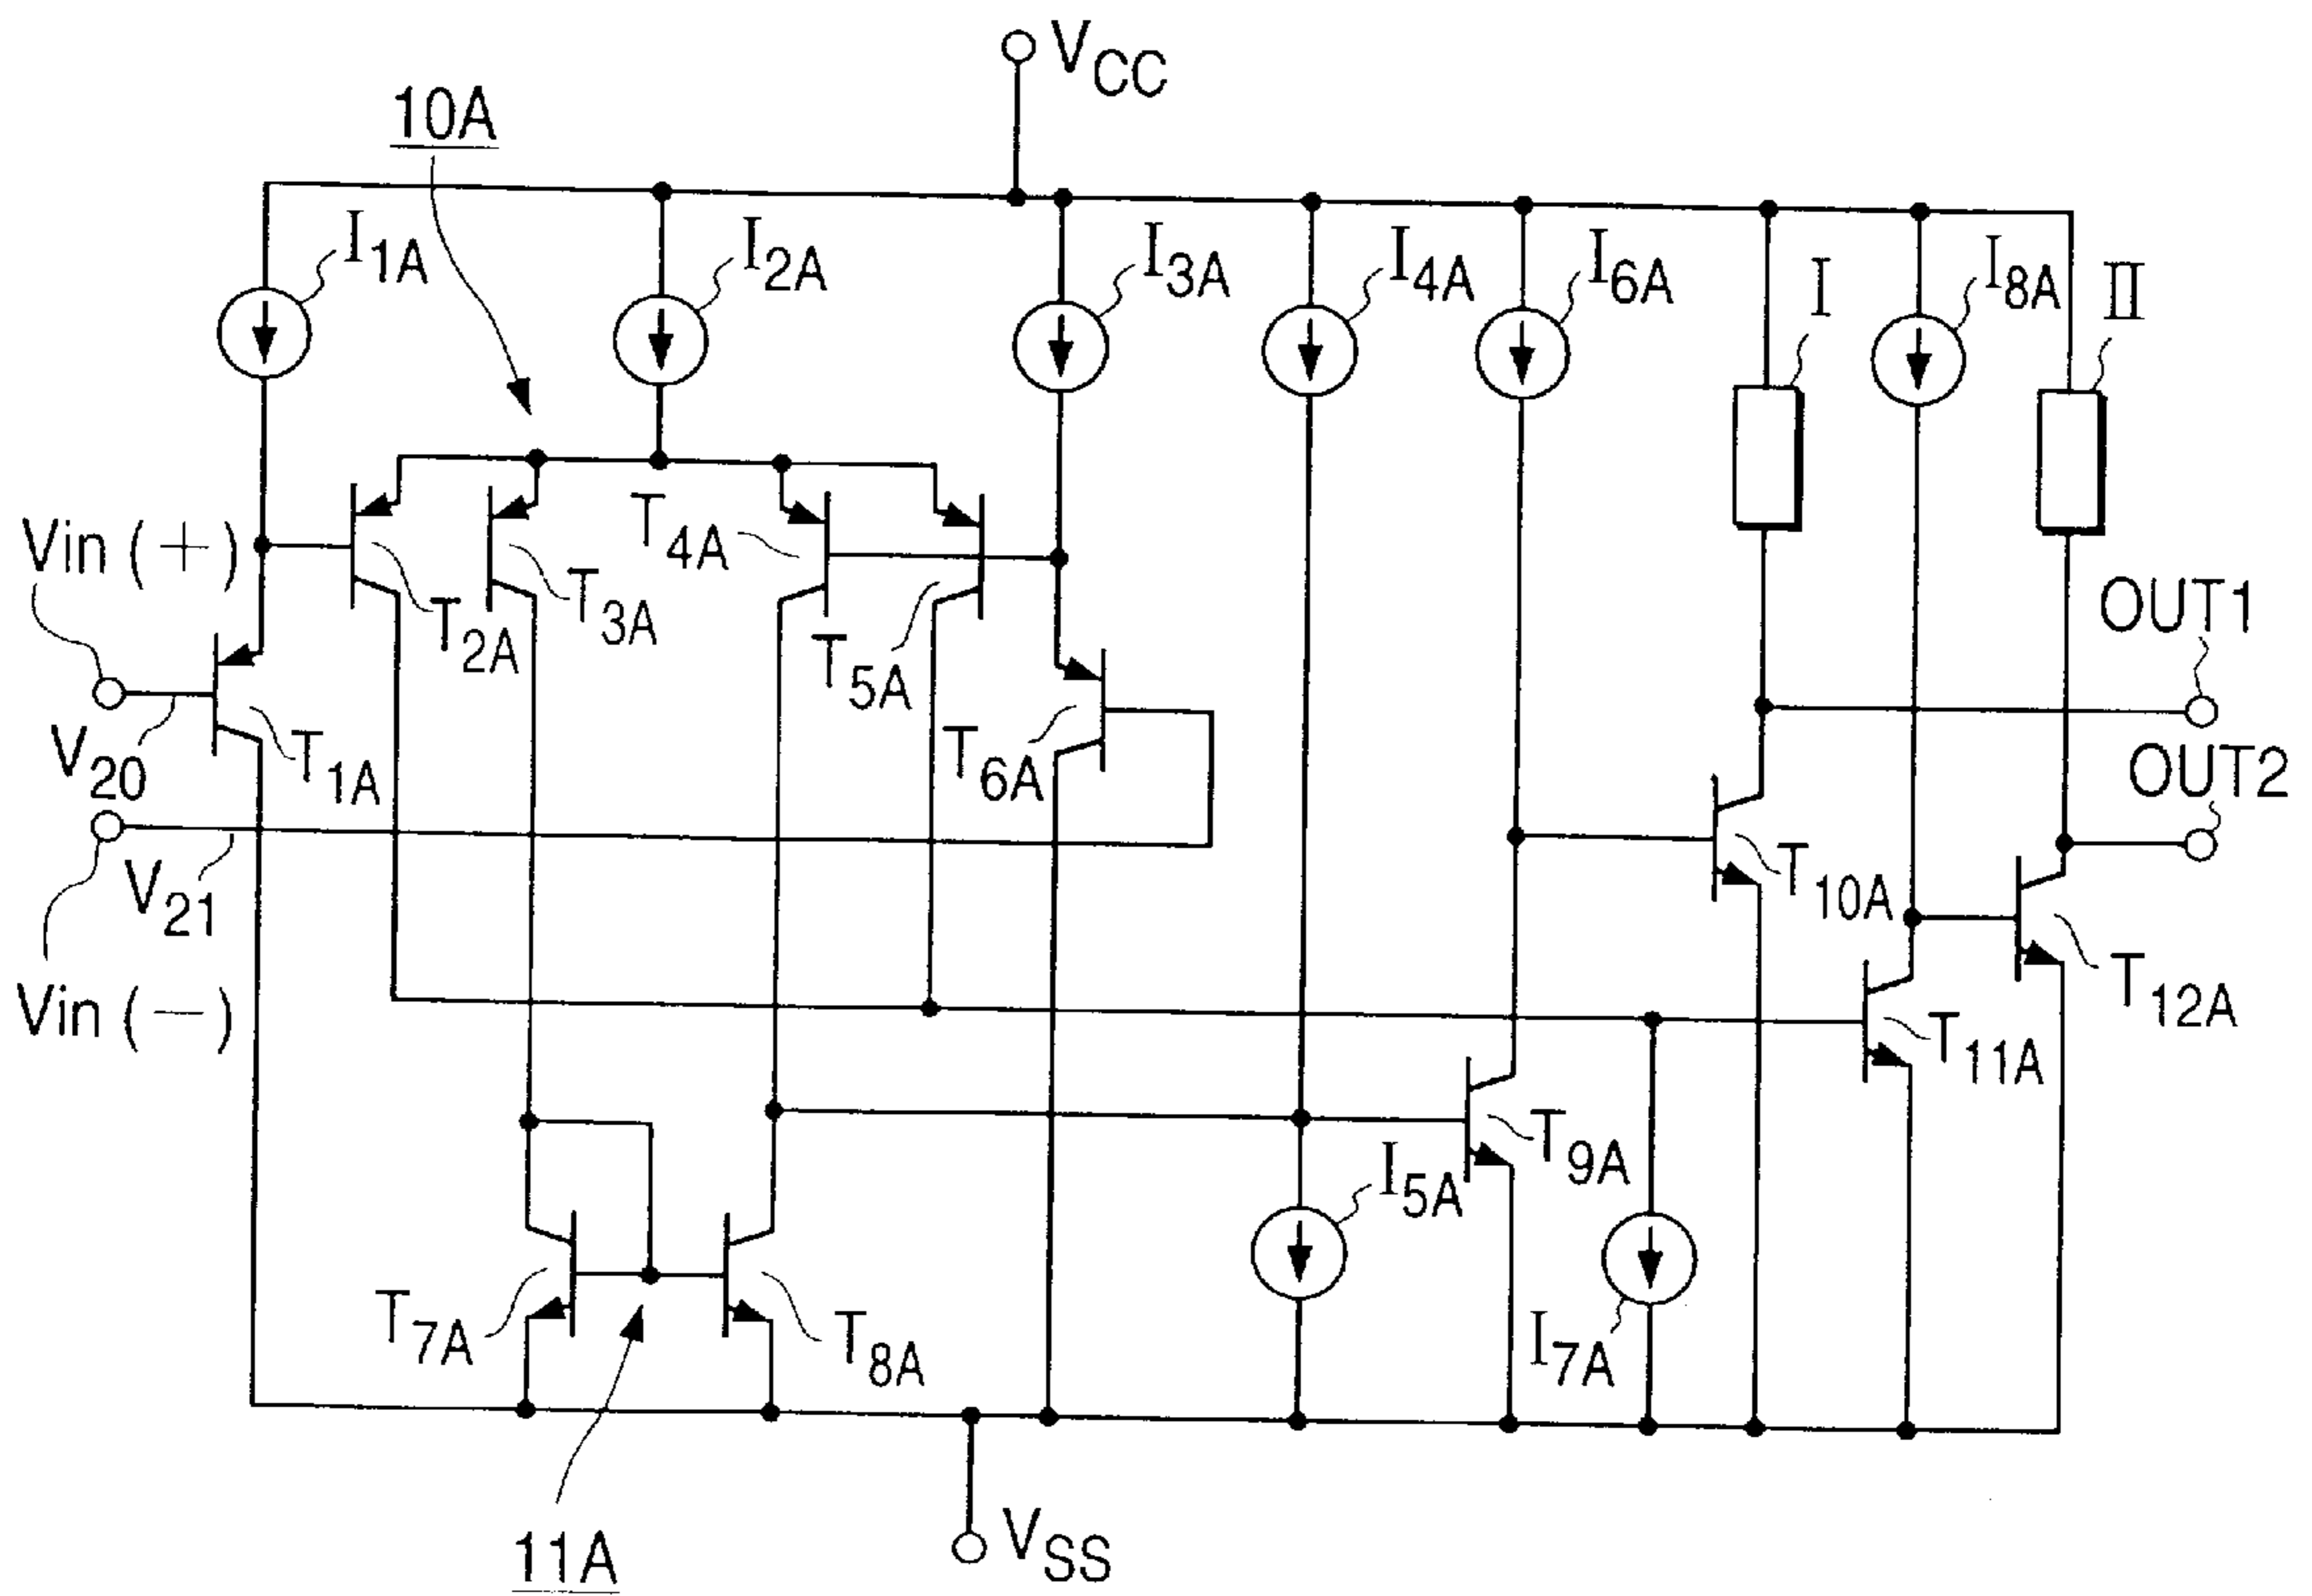 VCC
10A
I1A
I2A
I3A
I4A
I6A
I
I8A
II
Vin (+)
T2A
T3A
T4A
T5A
OUT1
V20
T1A
T6A
OUT2
V21
T10A
Vin (−)
T12A
T11A
T9A
I5A
T7A
T8A
I7A
11A
VSS